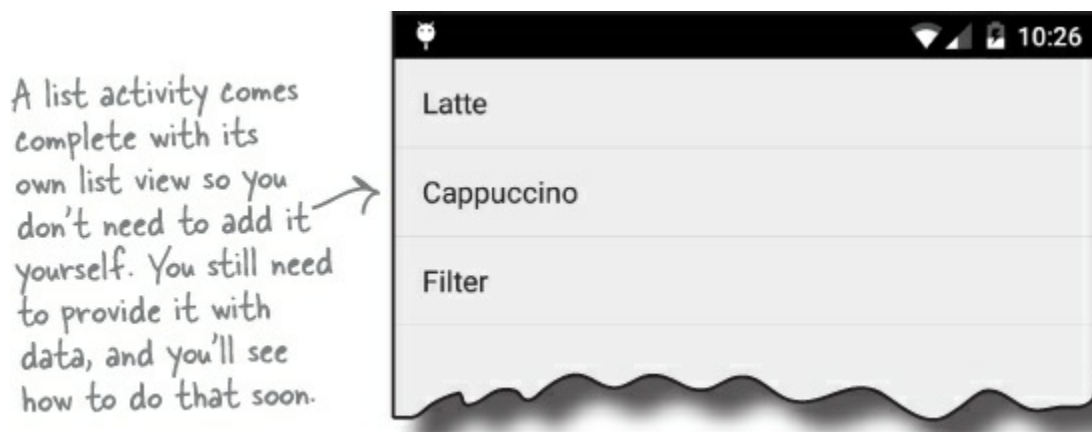 A list activity comes
complete with its
own list view so you
don't need to add it
yourself. You still need
to provide it with
data, and you'll see
how to do that soon.
10:26
Latte
Cappuccino
Filter